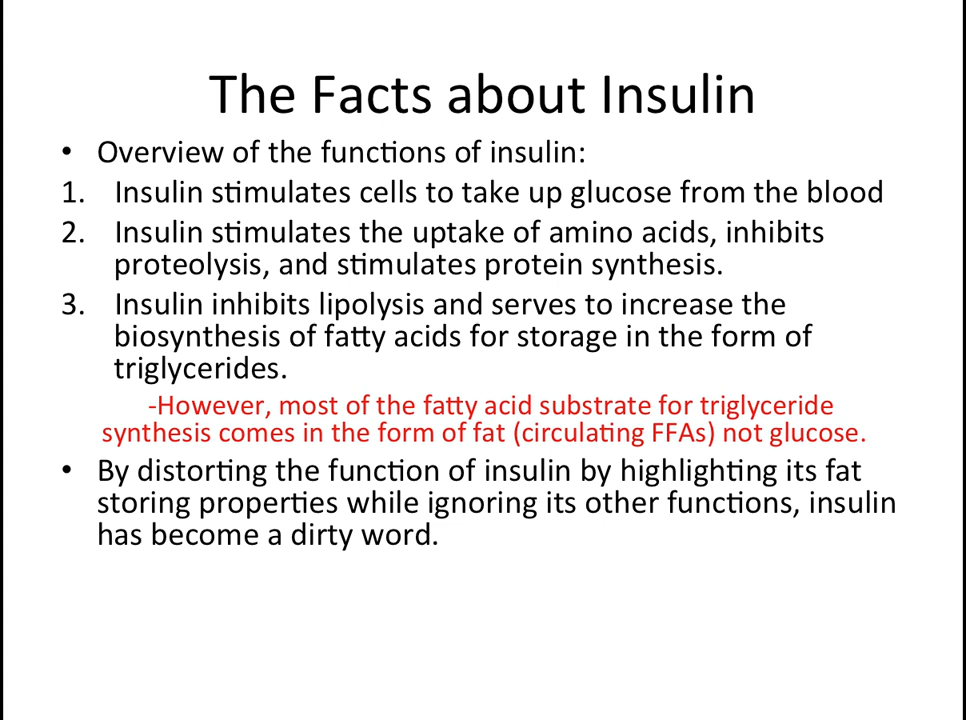 The Facts about Insulin
• Overview of the functions of insulin:
1. Insulin stimulates cells to take up glucose from the blood
2. Insulin stimulates the uptake of amino acids, inhibits
proteolysis, and stimulates protein synthesis.
3. Insulin inhibits lipolysis and serves to increase the
biosynthesis of fatty acids for storage in the form of
triglycerides.
-However, most of the fatty acid substrate for triglyceride
synthesis comes in the form of fat (circulating FFAs) not glucose.
• By distorting the function of insulin by highlighting its fat
storing properties while ignoring its other functions, insulin
has become a dirty word.